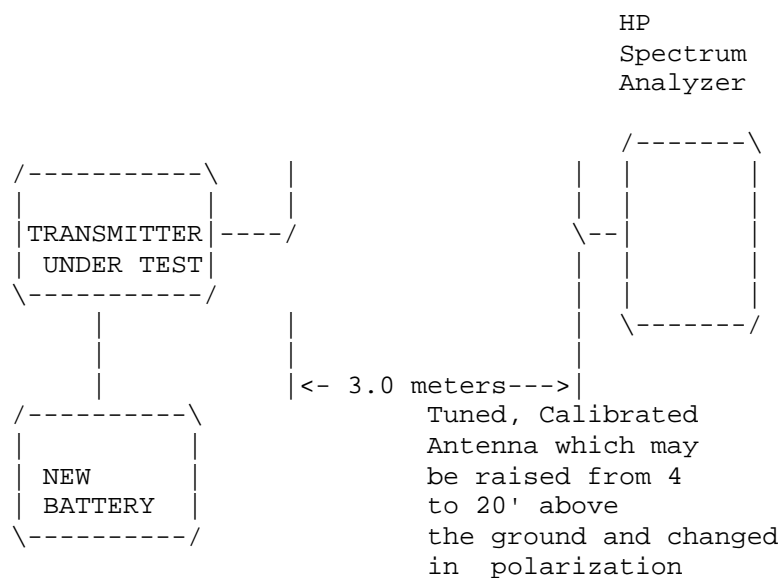 HP
Spectrum
Analyzer
TRANSMITTER
UNDER TEST
<- 3.0 meters--->
NEW
BATTERY
Tuned, Calibrated
Antenna which may
be raised from 4
to 20' above
the ground and changed
in polarization